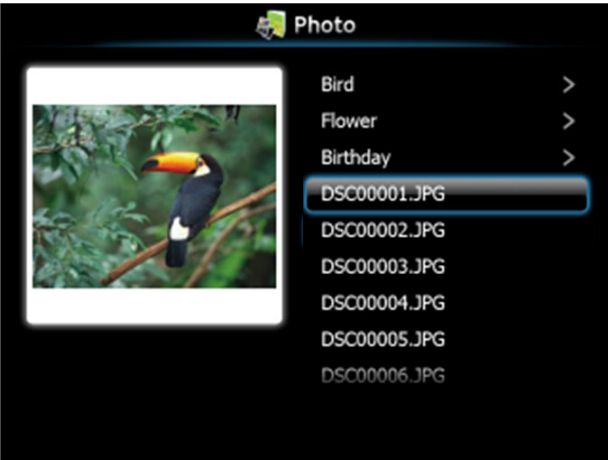 Photo
Bird
Flower
Birthday
DSC00001.JPG
DSC00002.JPG
DSC00003.JPG
DSC00004.JPG
DSC00005.JPG
DSC00006.JPG